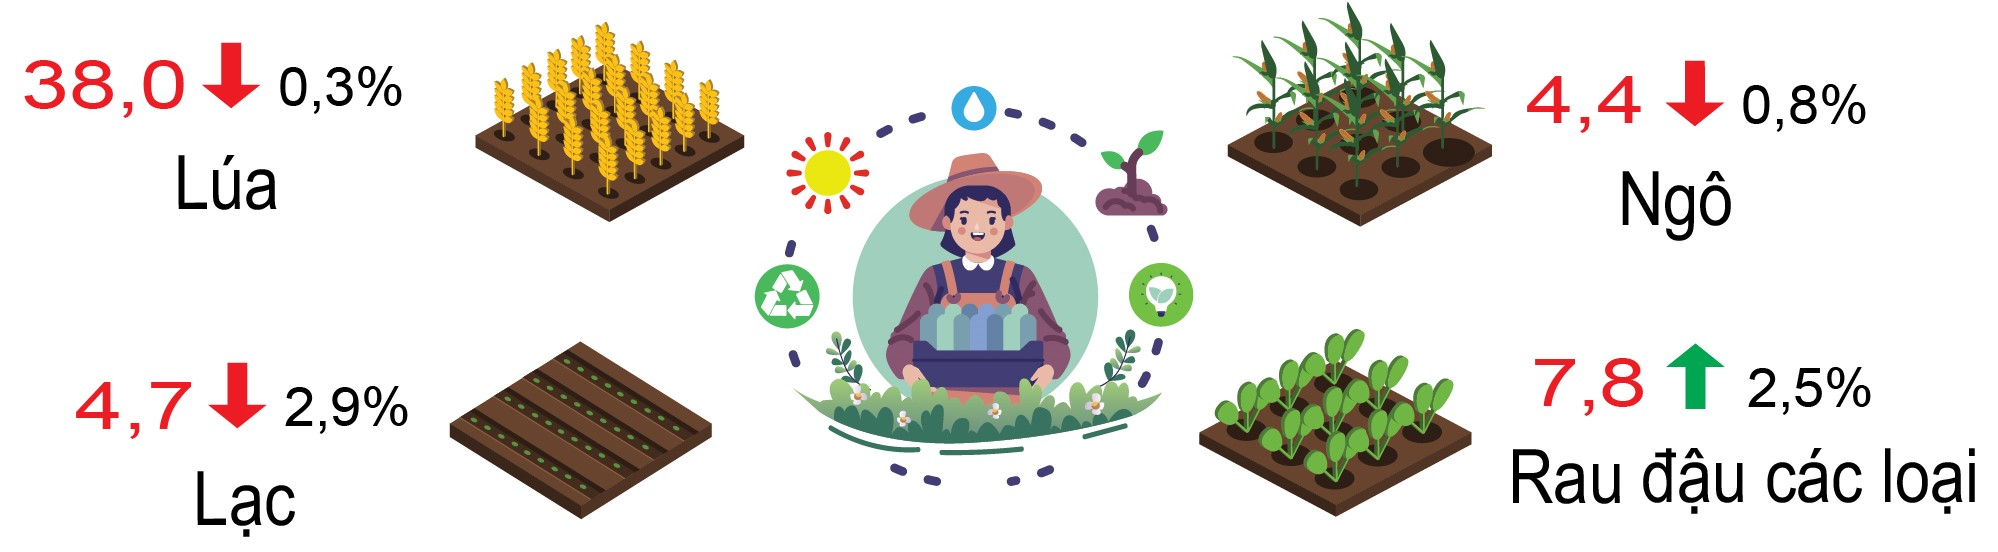 38,0 0,3%
Lúa
4,4 0,8%
Ngô
4,7 2,9%
Lạc
7,8 2,5%
Rau đậu các loại